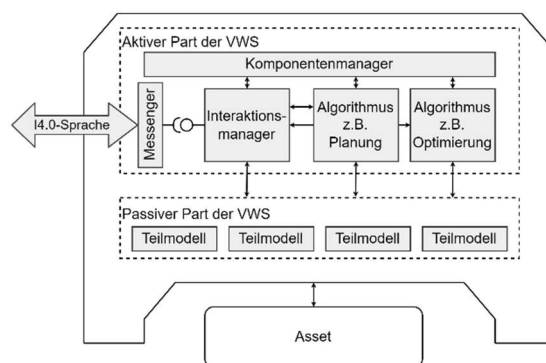 Aktiver Part der VWS
Komponentenmanager
I4.0-Sprache
Messenger
Interaktions-
manager
Algorithmus
z.B.
Planung
Algorithmus
z.B.
Optimierung
Passiver Part der VWS
Teilmodell
Teilmodell
Teilmodell
Teilmodell
Asset